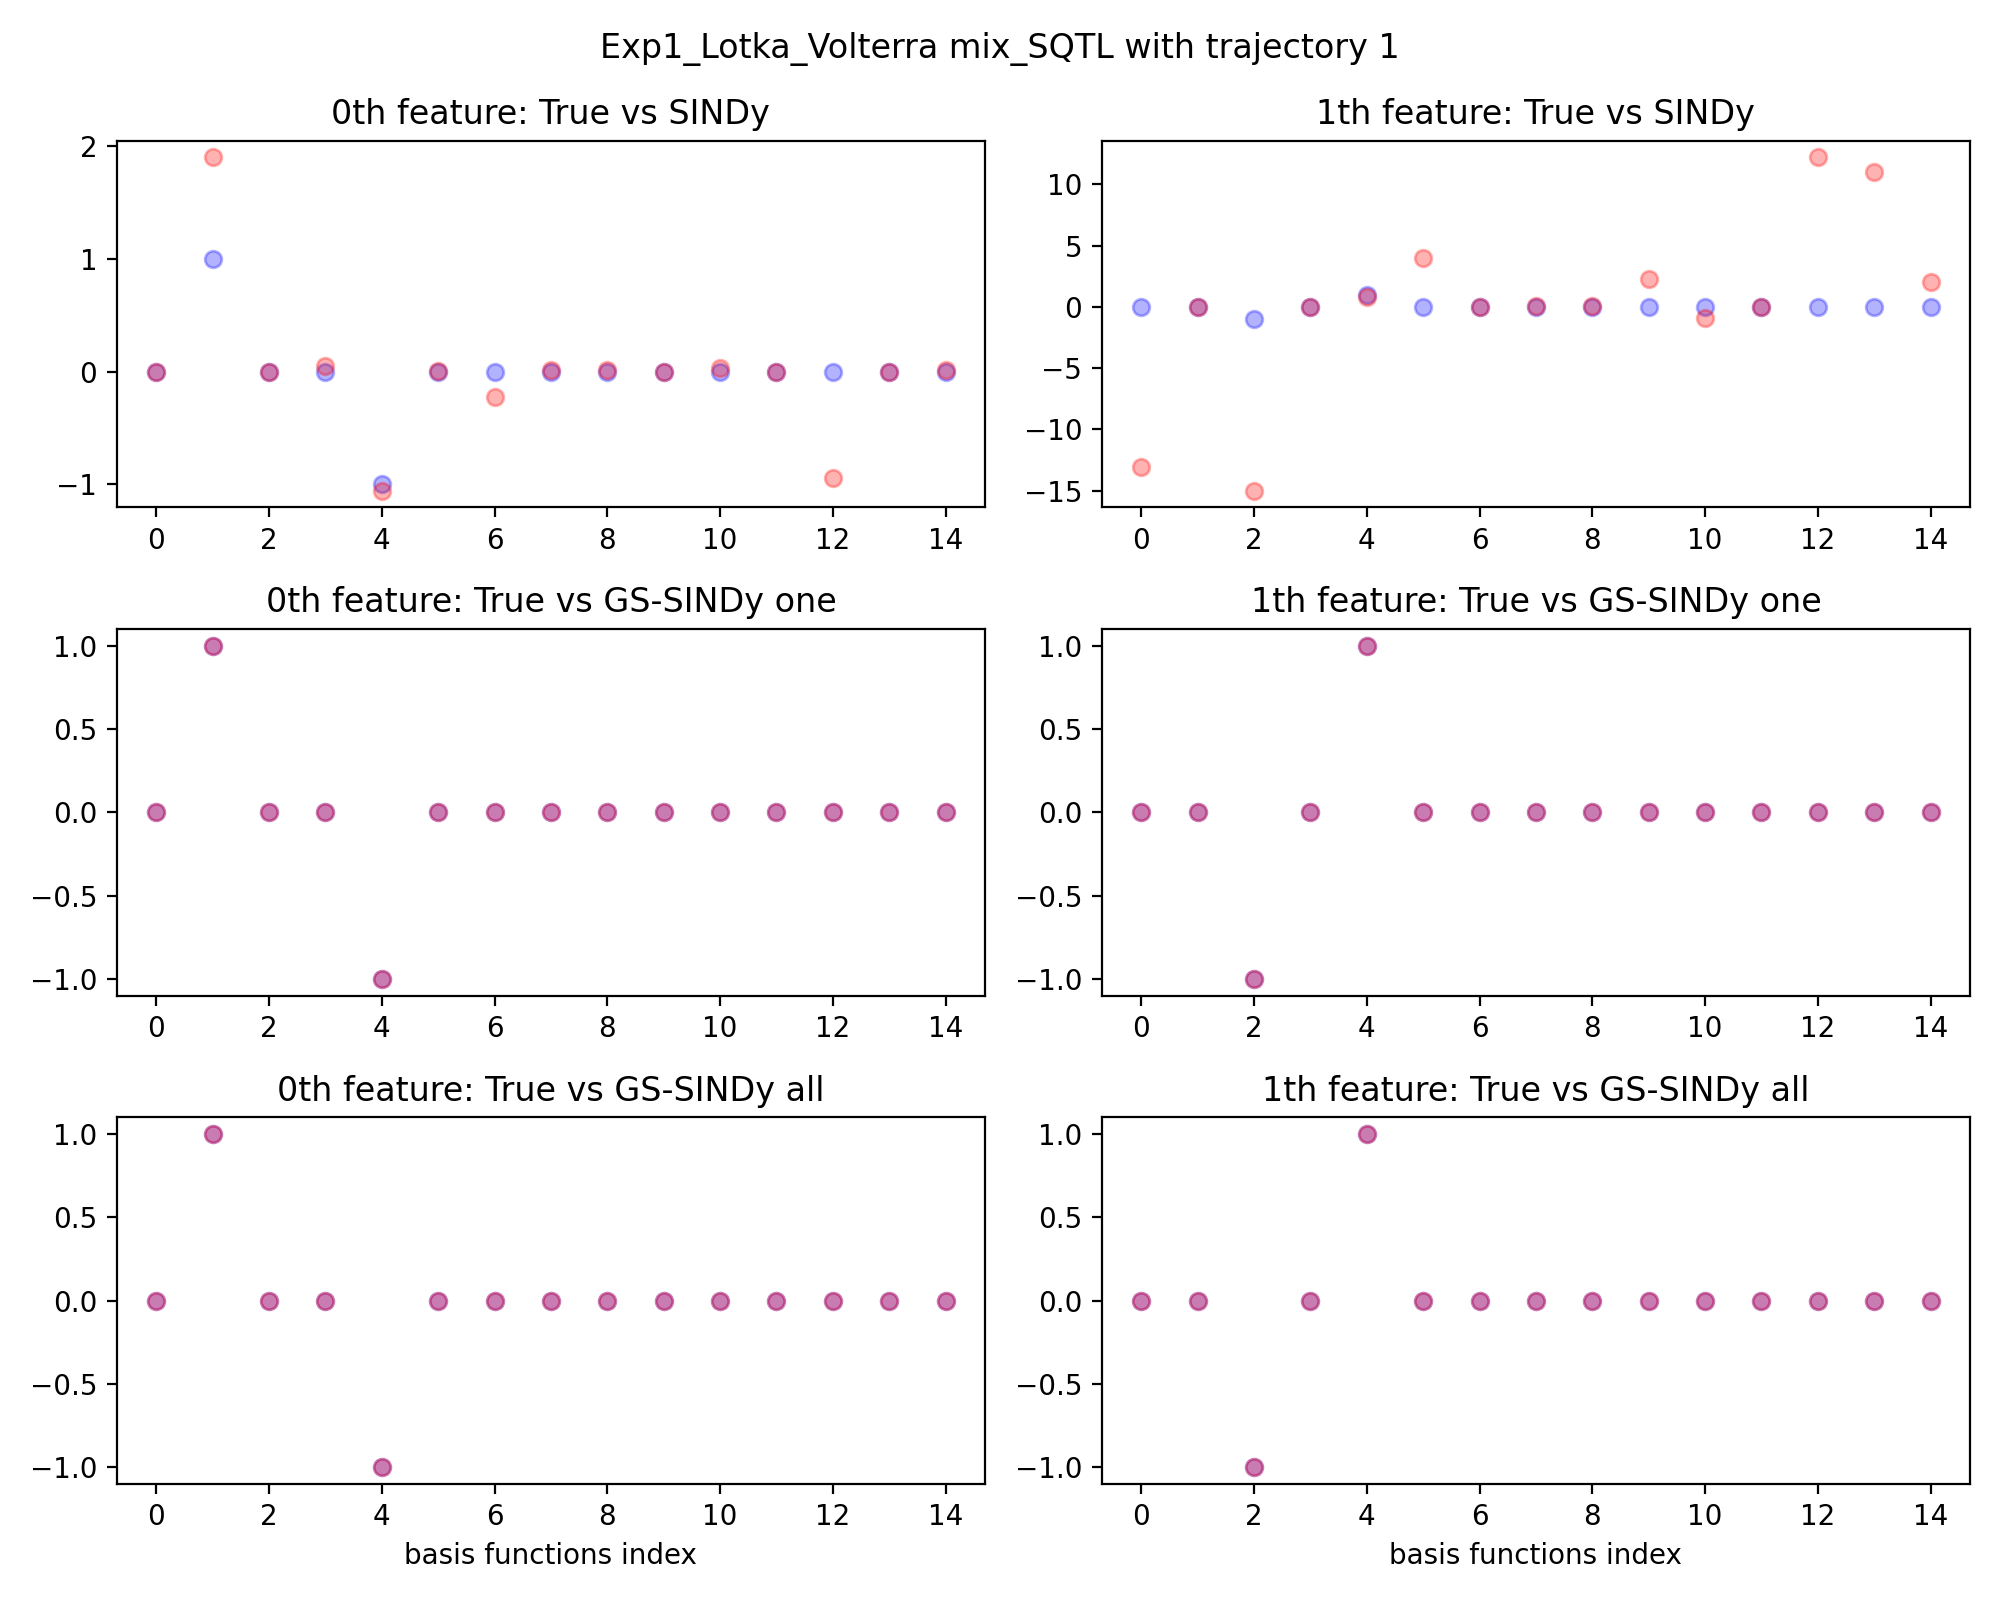 Exp1_Lotka_Volterra mix_SQTL with trajectory 1
0th feature: True vs SINDy
2
1
0
−1
0 2 4 6 8 10 12 14
1th feature: True vs SINDy
10
5
0
−5
−10
−15
0 2 4 6 8 10 12 14
0th feature: True vs GS-SINDy one
1.0
0.5
0.0
−0.5
−1.0
0 2 4 6 8 10 12 14
1th feature: True vs GS-SINDy one
1.0
0.5
0.0
−0.5
−1.0
0 2 4 6 8 10 12 14
0th feature: True vs GS-SINDy all
1.0
0.5
0.0
−0.5
−1.0
0 2 4 6 8 10 12 14
basis functions index
1th feature: True vs GS-SINDy all
1.0
0.5
0.0
−0.5
−1.0
0 2 4 6 8 10 12 14
basis functions index